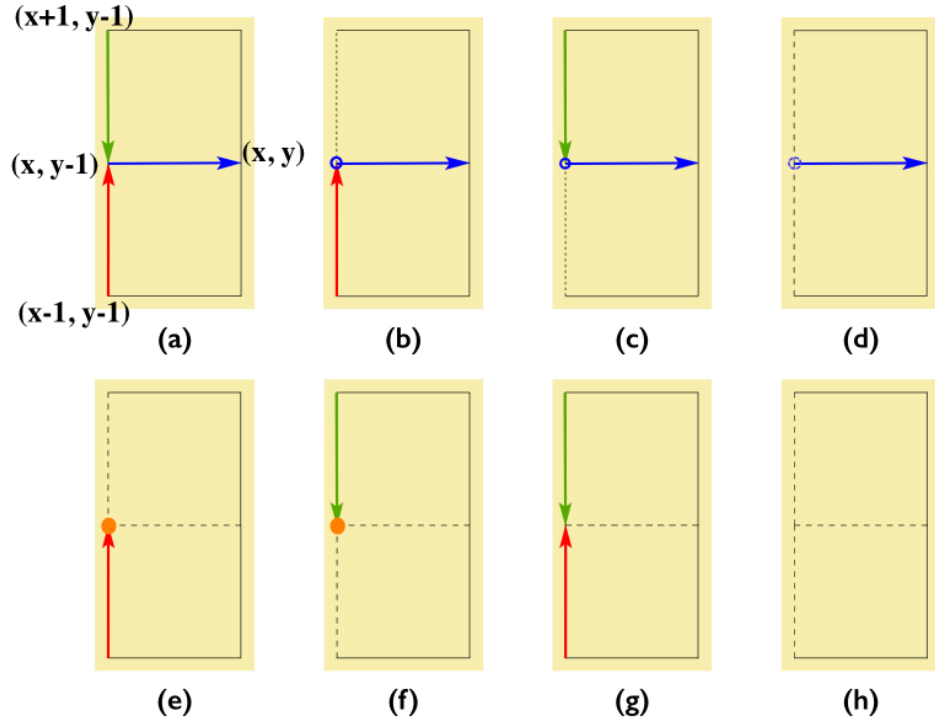 (x+1, y-1)
(x, y-1)
(x, y)
(x-1, y-1)
(a)
(b)
(c)
(d)
(e)
(f)
(g)
(h)